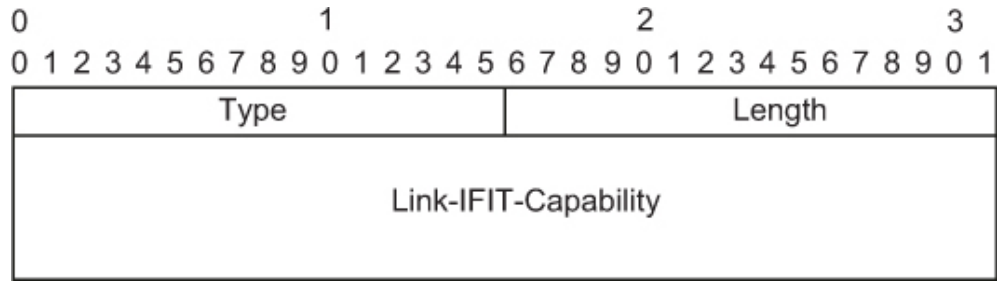 0 1 2 3
0 1 2 3 4 5 6 7 8 9 0 1 2 3 4 5 6 7 8 9 0 1 2 3 4 5 6 7 8 9 0 1
Type Length
Link-IFIT-Capability